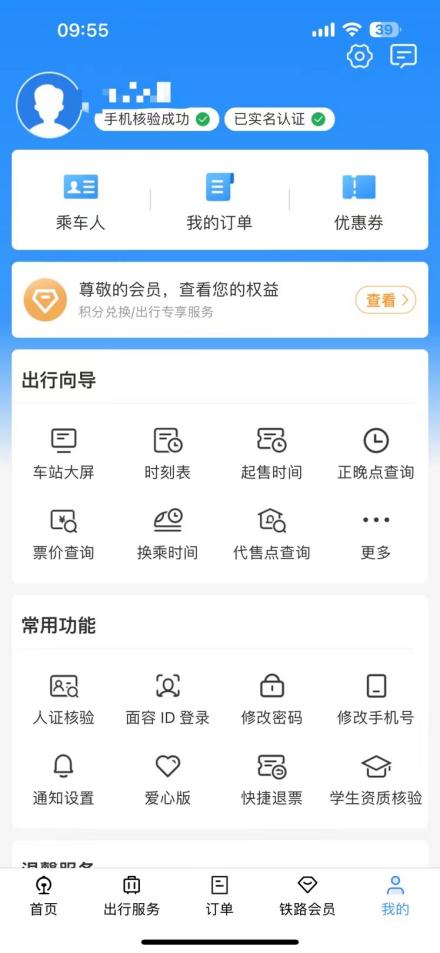 09:55
39
手机核验成功
已实名认证
乘车人
我的订单
优惠券
尊敬的会员，查看您的权益
积分兑换/出行专享服务
查看
出行向导
车站大屏
时刻表
起售时间
正晚点查询
票价查询
换乘时间
代售点查询
更多
常用功能
人证核验
面容 ID 登录
修改密码
修改手机号
通知设置
爱心版
快捷退票
学生资质核验
温馨服务
首页
出行服务
订单
铁路会员
我的